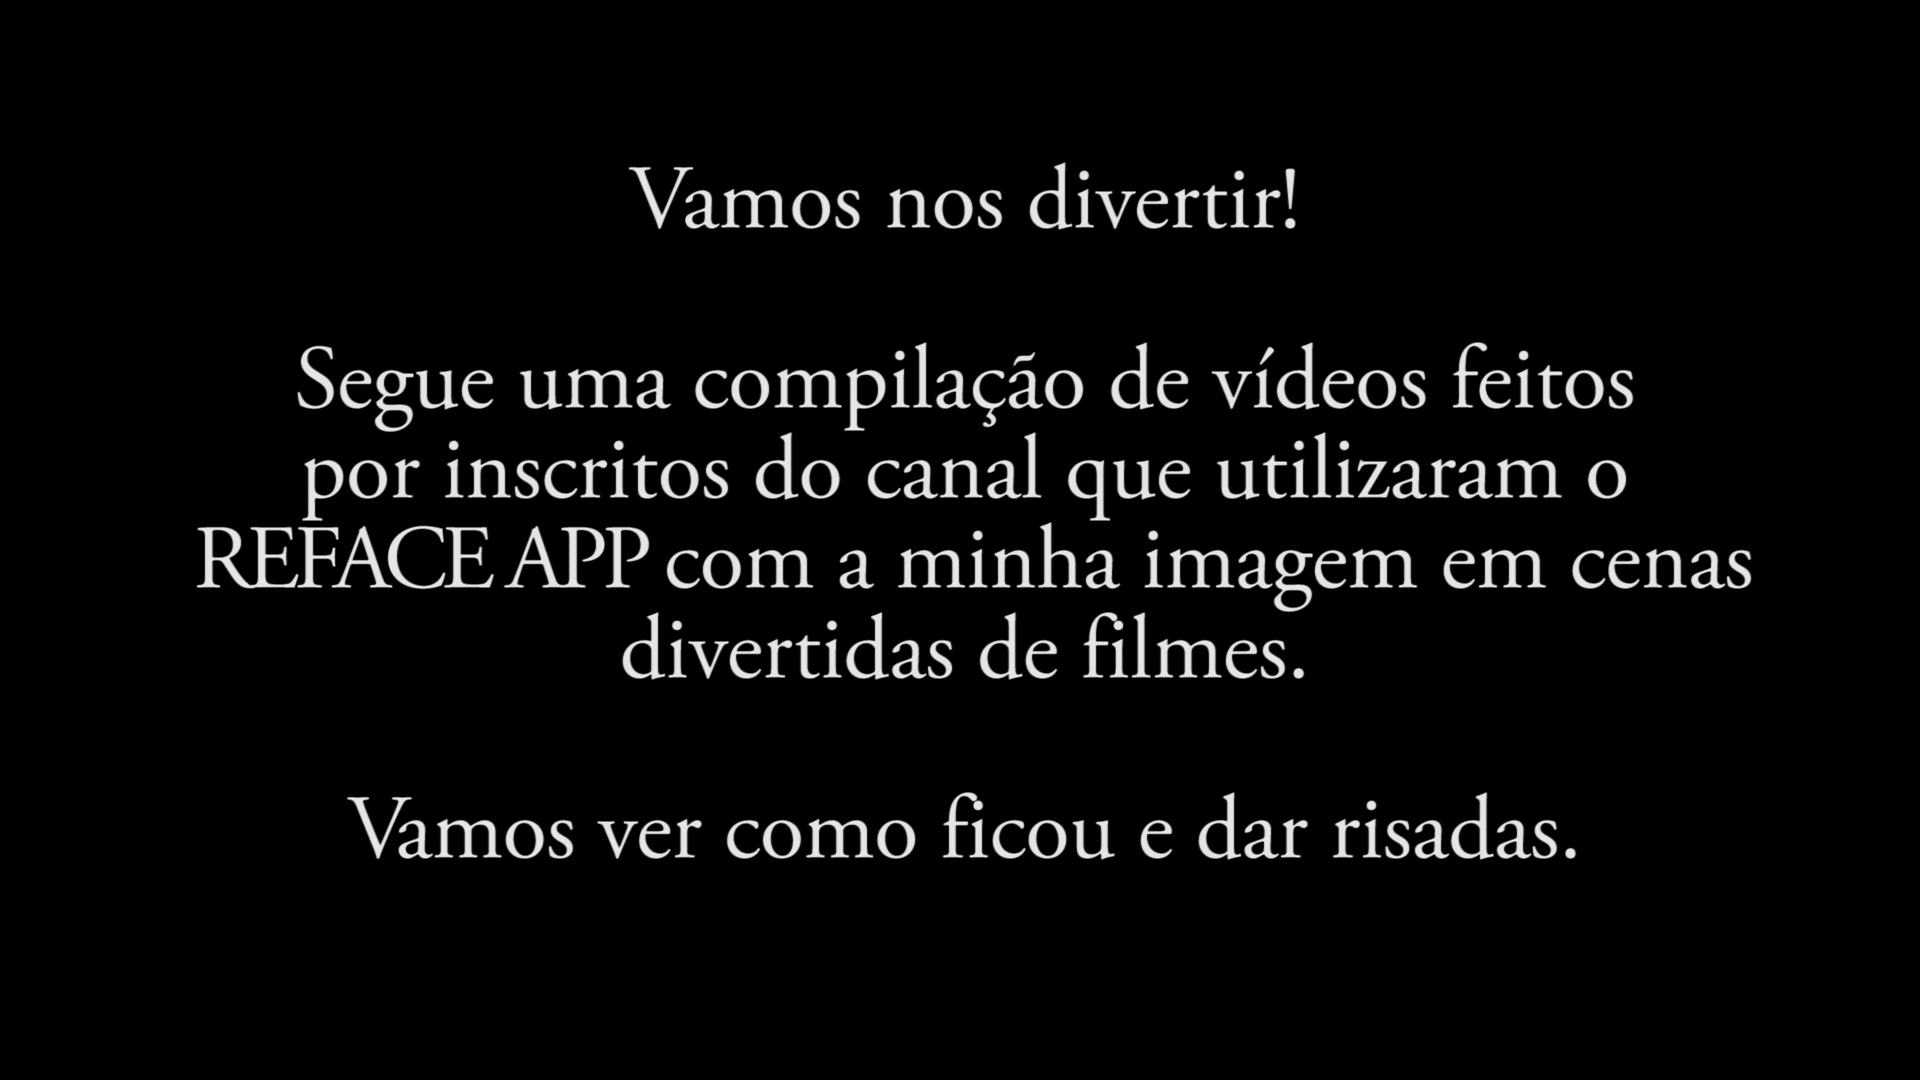 Vamos nos divertir!
Segue uma compilação de vídeos feitos
por inscritos do canal que utilizaram o
REFACE APP com a minha imagem em cenas
divertidas de filmes.
Vamos ver como ficou e dar risadas.